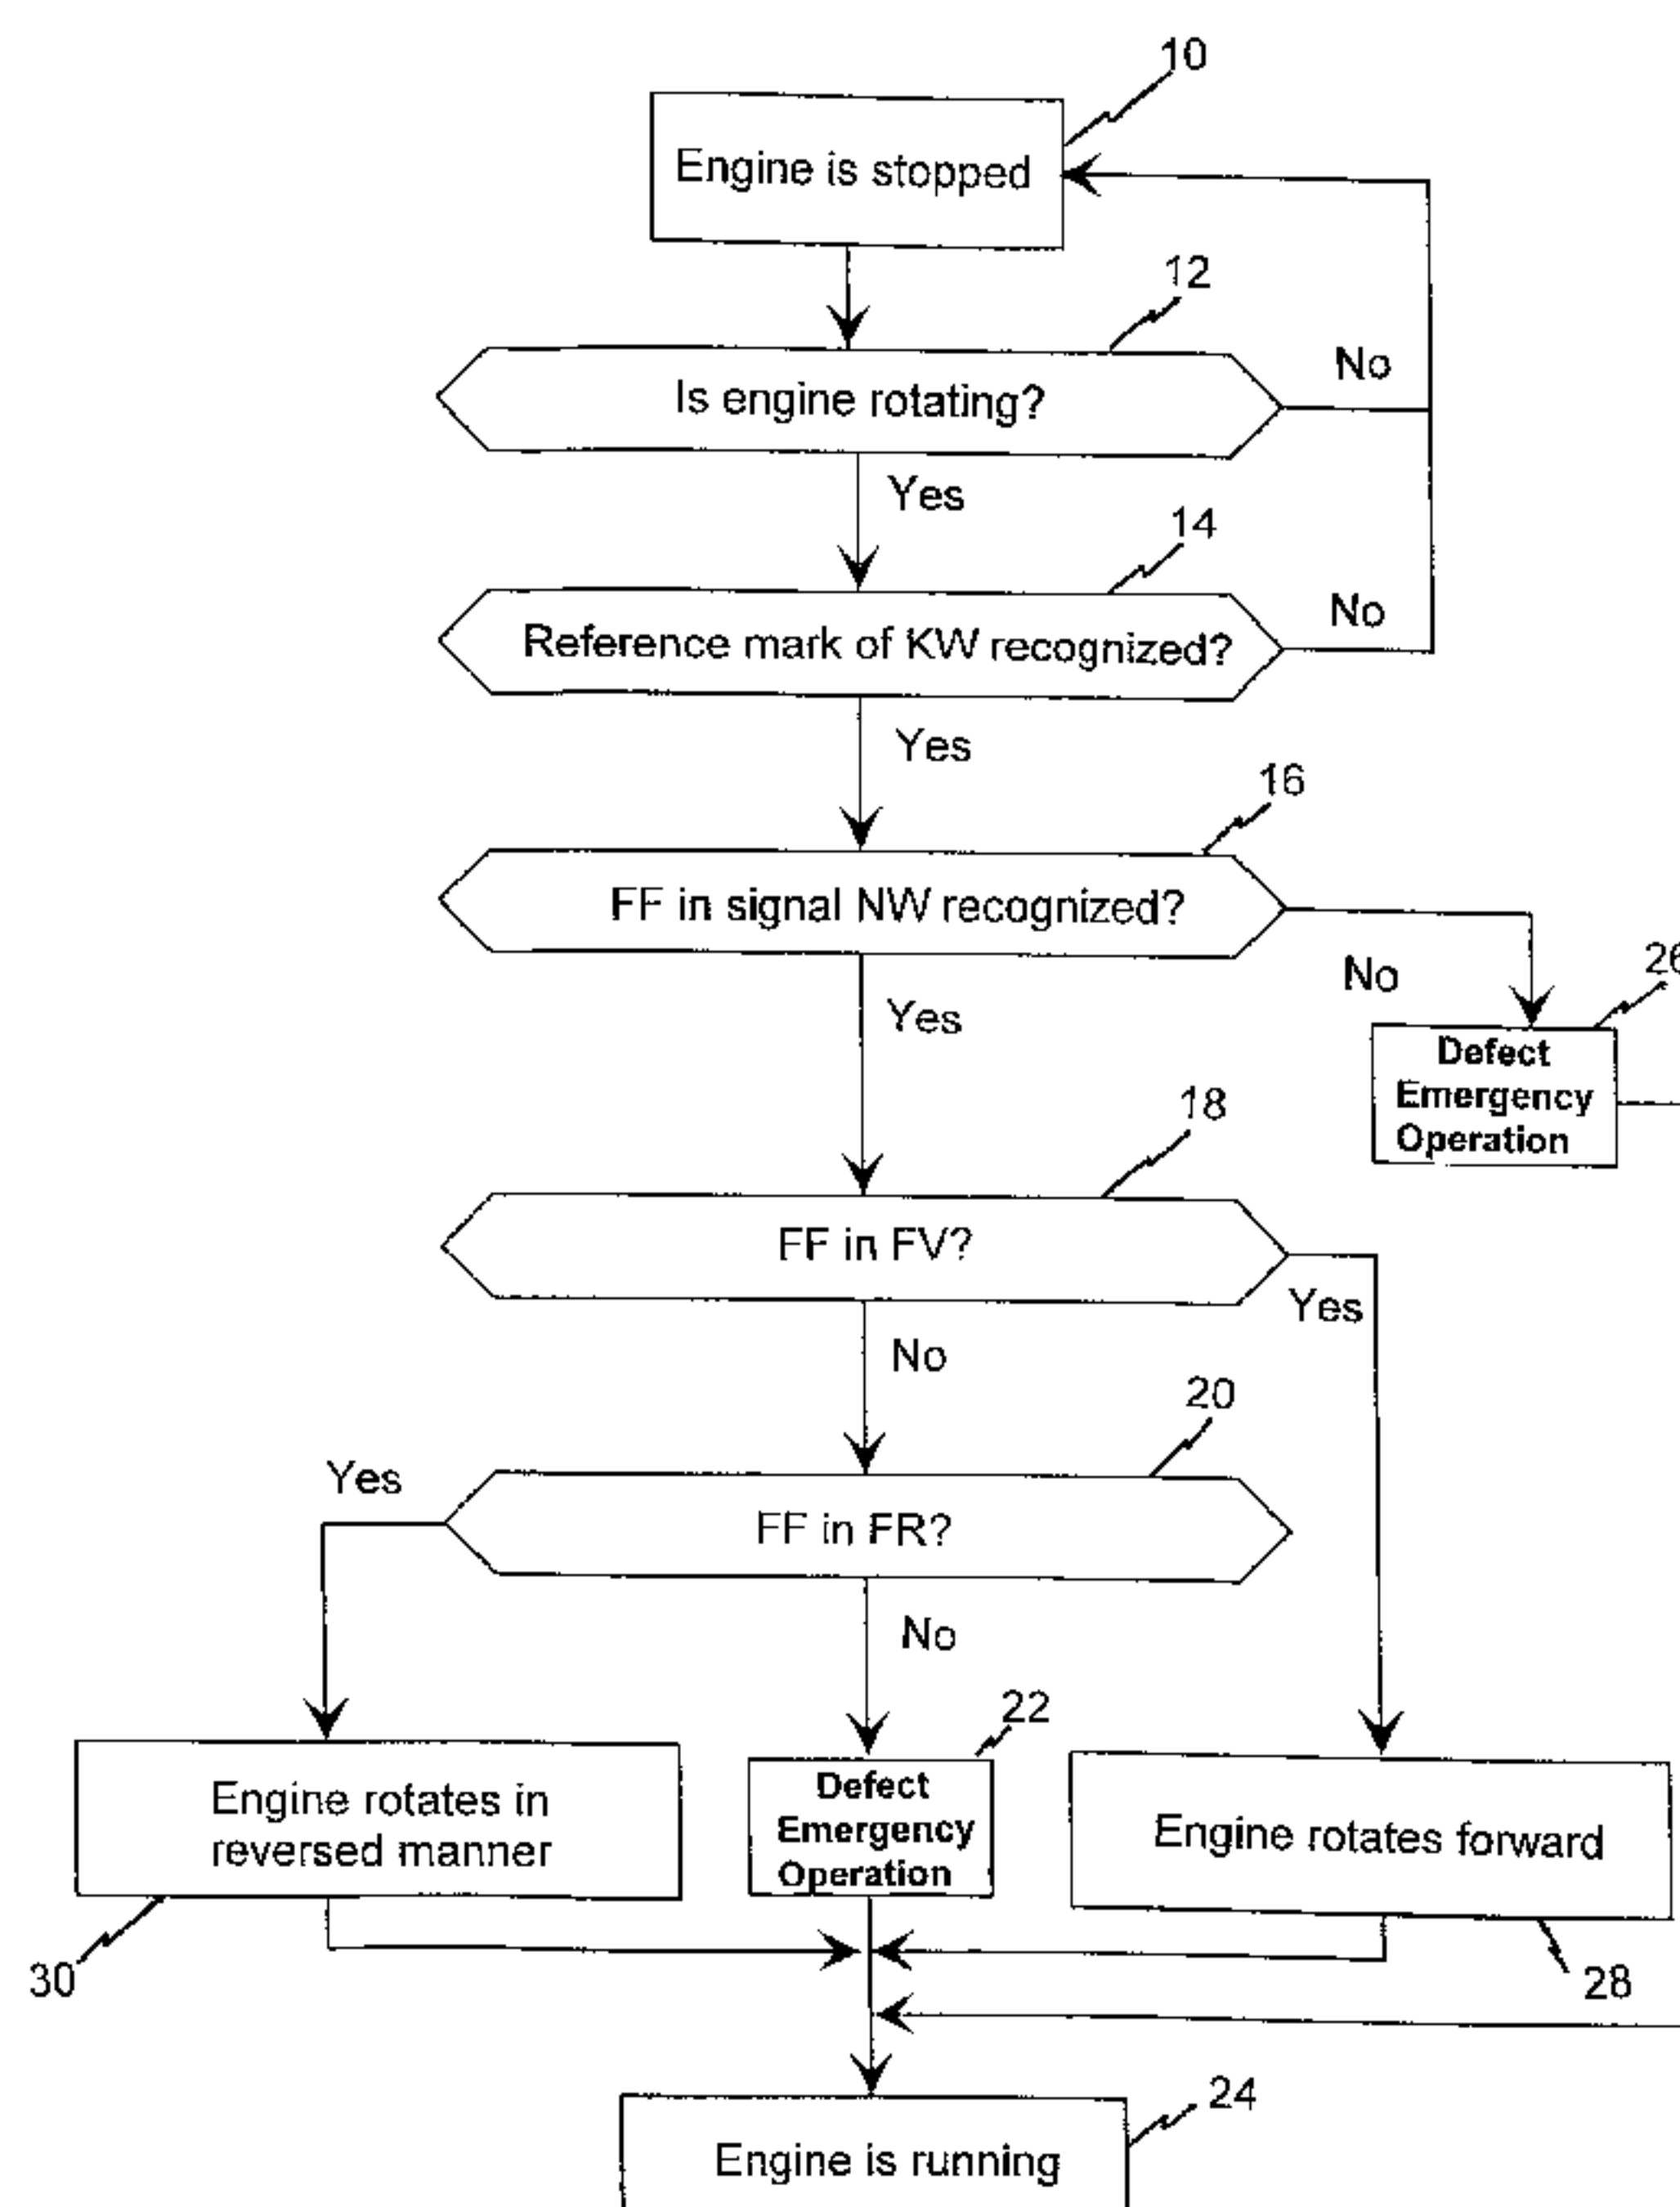 10
Engine is stopped
12
Is engine rotating?
No
Yes
14
Reference mark of KW recognized?
No
Yes
16
FF in signal NW recognized?
No
26
Yes
Defect
Emergency
Operation
18
FF in FV?
Yes
No
20
Yes
FF in FR?
No
22
Engine rotates in
reversed manner
Defect
Emergency
Operation
Engine rotates forward
30
28
24
Engine is running